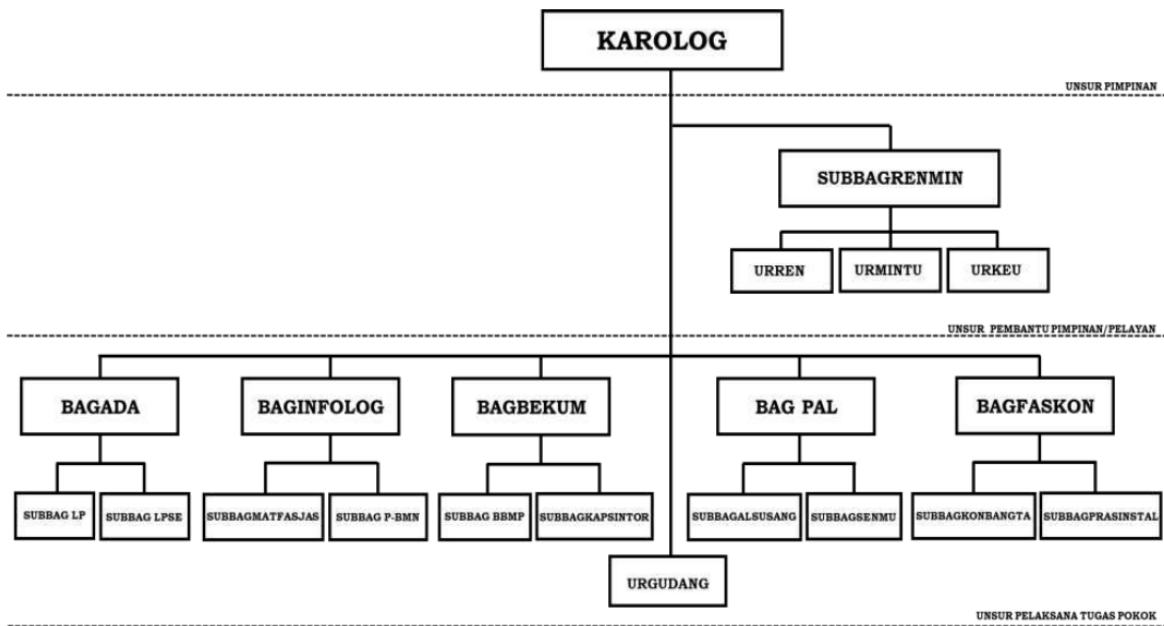 KAROLOG
UNSUR PIMPINAN
SUBBAGRENMIN
URREN
URMINTU
URKEU
UNSUR PEMBANTU PIMPINAN/PELAYAN
BAGADA
BAGINFOLOG
BAGBEKUM
BAG PAL
BAGFASKON
SUBBAG LP
SUBBAG LPSE
SUBBAGMATFASJAS
SUBBAG P-BMN
SUBBAG BBMP
SUBBAGKAPSINTOR
SUBBAGALSUSANG
SUBBAGSENMU
SUBBAGKONBANGTA
SUBBAGPRASINSTAL
URGUDANG
UNSUR PELAKSANA TUGAS POKOK